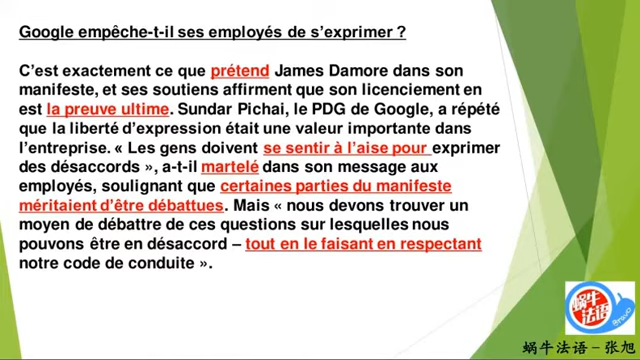 Google empêche-t-il ses employés de s'exprimer ?
C'est exactement ce que prétend James Damore dans son
manifeste, et ses soutiens affirment que son licenciement en
est la preuve ultime. Sundar Pichai, le PDG de Google, a répété
que la liberté d'expression était une valeur importante dans
l'entreprise. « Les gens doivent se sentir à l'aise pour exprimer
des désaccords », a-t-il martelé dans son message aux
employés, soulignant que certaines parties du manifeste
méritaient d'être débattues. Mais « nous devons trouver un
moyen de débattre de ces questions sur lesquelles nous
pouvons être en désaccord – tout en le faisant en respectant
notre code de conduite ».
蜗牛
法语
蜗牛法语－张旭